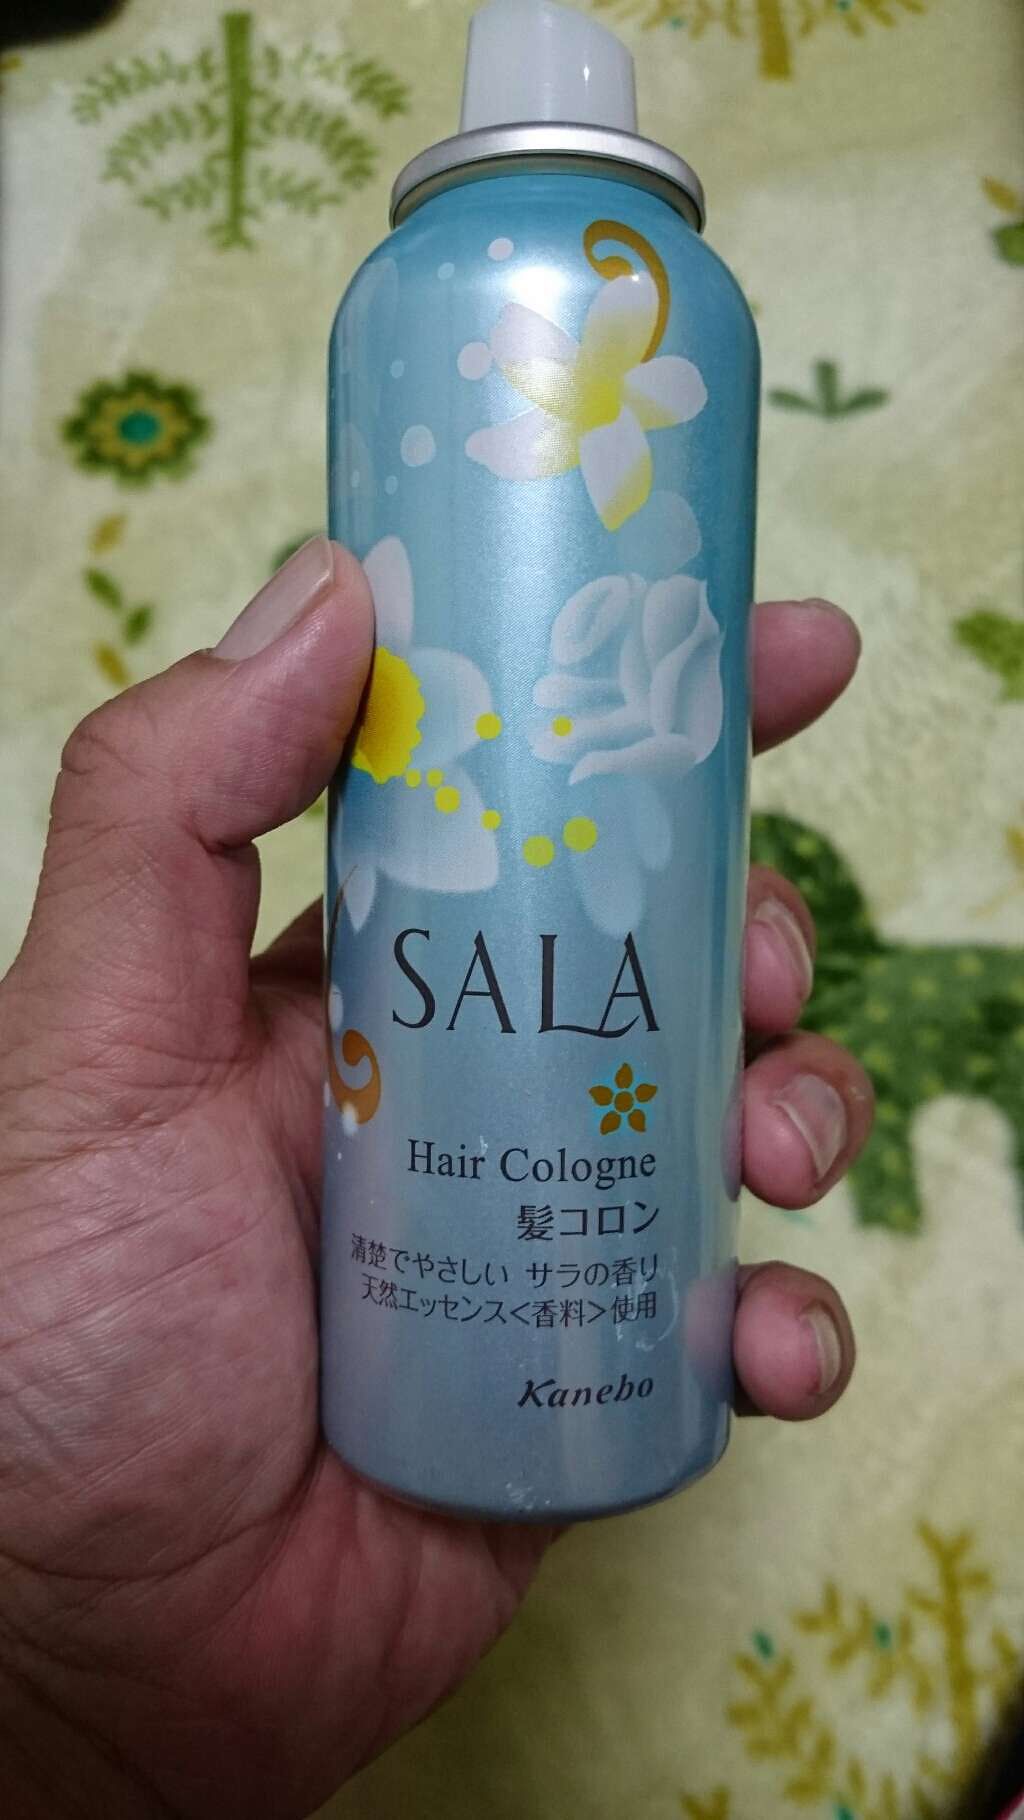 SALA
Hair Cologne
髪コロン
清楚でやさしい サラの香り
天然エッセンス<香料>使用
Kanebo